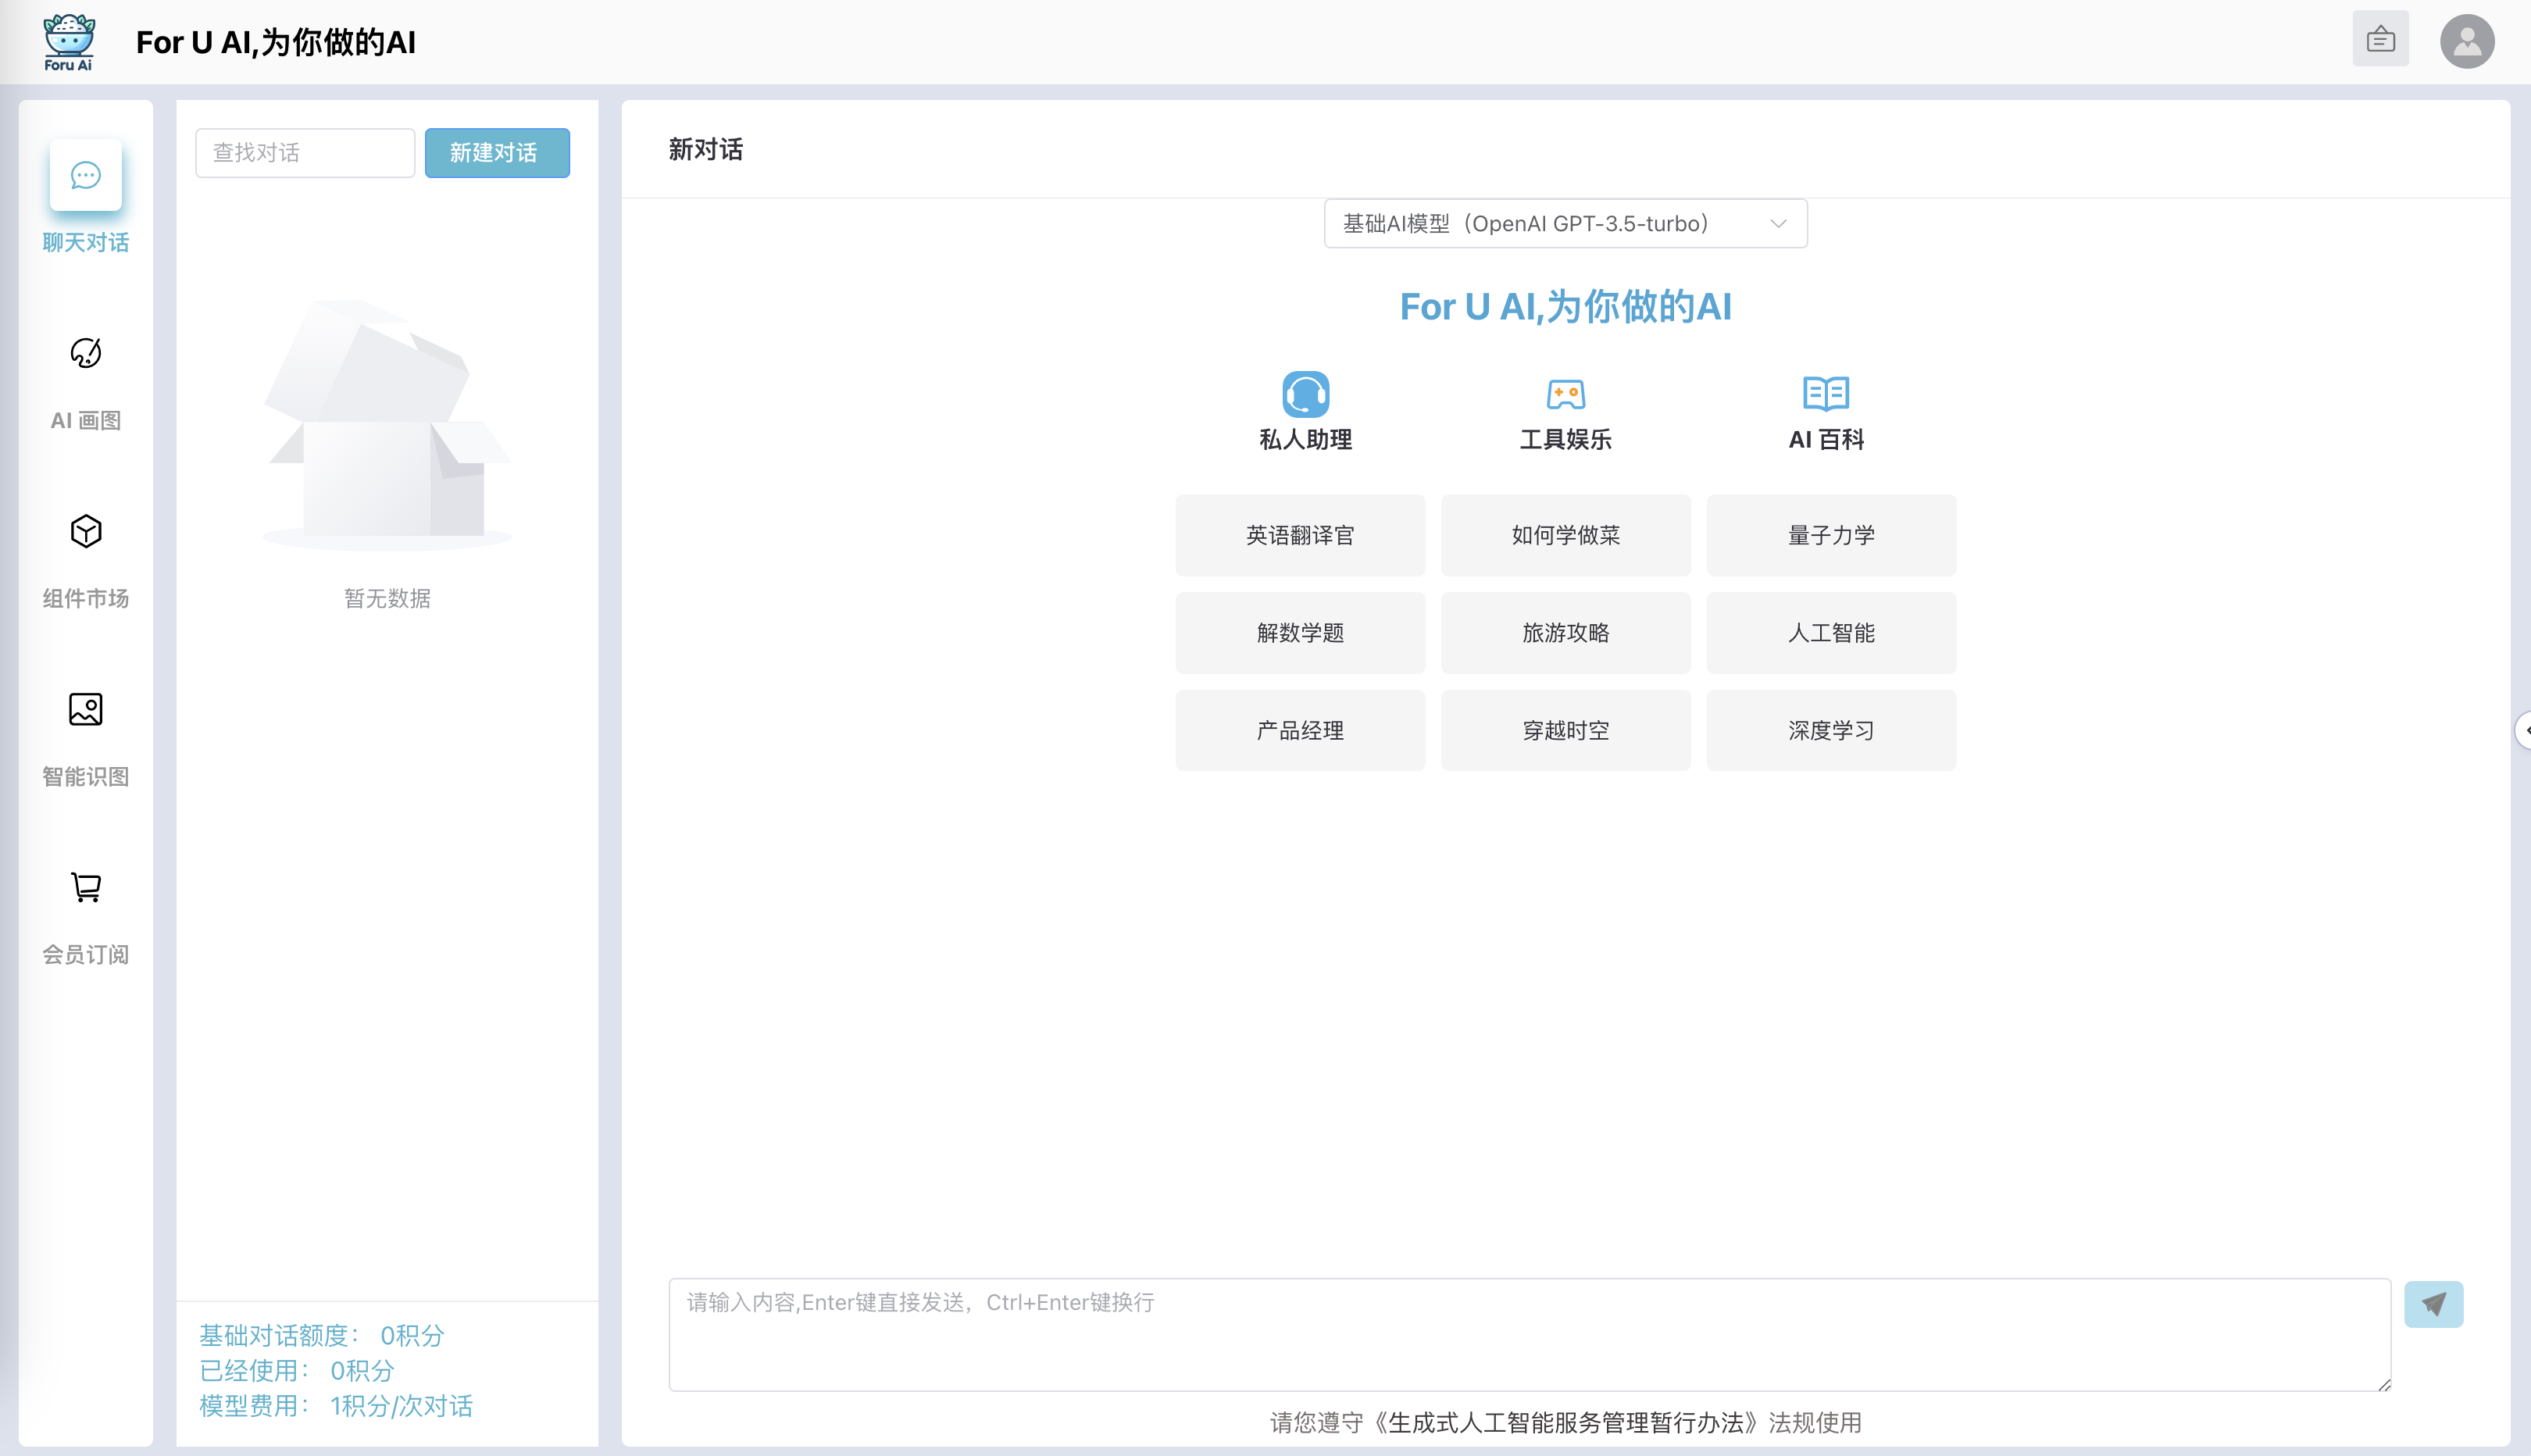 Foru Ai
For U AI,为你做的AI
聊天对话
AI 画图
组件市场
智能识图
会员订阅
查找对话
新建对话
暂无数据
基础对话额度： 0积分
已经使用： 0积分
模型费用： 1积分/次对话
新对话
基础AI模型（OpenAI GPT-3.5-turbo）
For U AI,为你做的AI
私人助理 工具娱乐 AI 百科
英语翻译官 如何学做菜 量子力学
解数学题 旅游攻略 人工智能
产品经理 穿越时空 深度学习
请输入内容,Enter键直接发送，Ctrl+Enter键换行
请您遵守《生成式人工智能服务管理暂行办法》法规使用